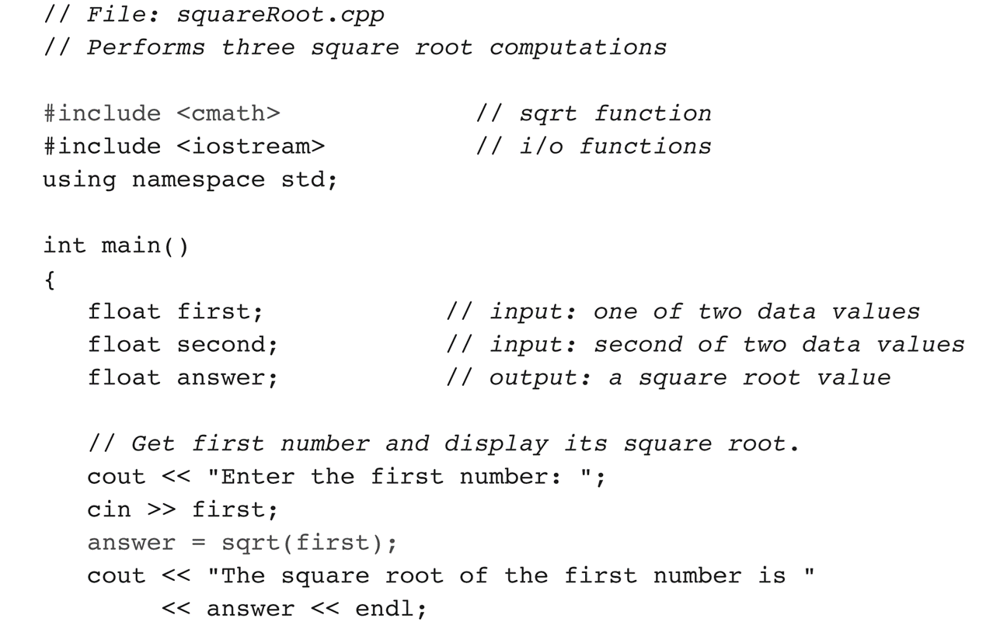 // File: squareRoot.cpp
// Performs three square root computations
#include <cmath> // sqrt function
#include <iostream> // i/o functions
using namespace std;
int main()
{
float first; // input: one of two data values
float second; // input: second of two data values
float answer; // output: a square root value
// Get first number and display its square root.
cout << "Enter the first number: ";
cin >> first;
answer = sqrt(first);
cout << "The square root of the first number is "
<< answer << endl;